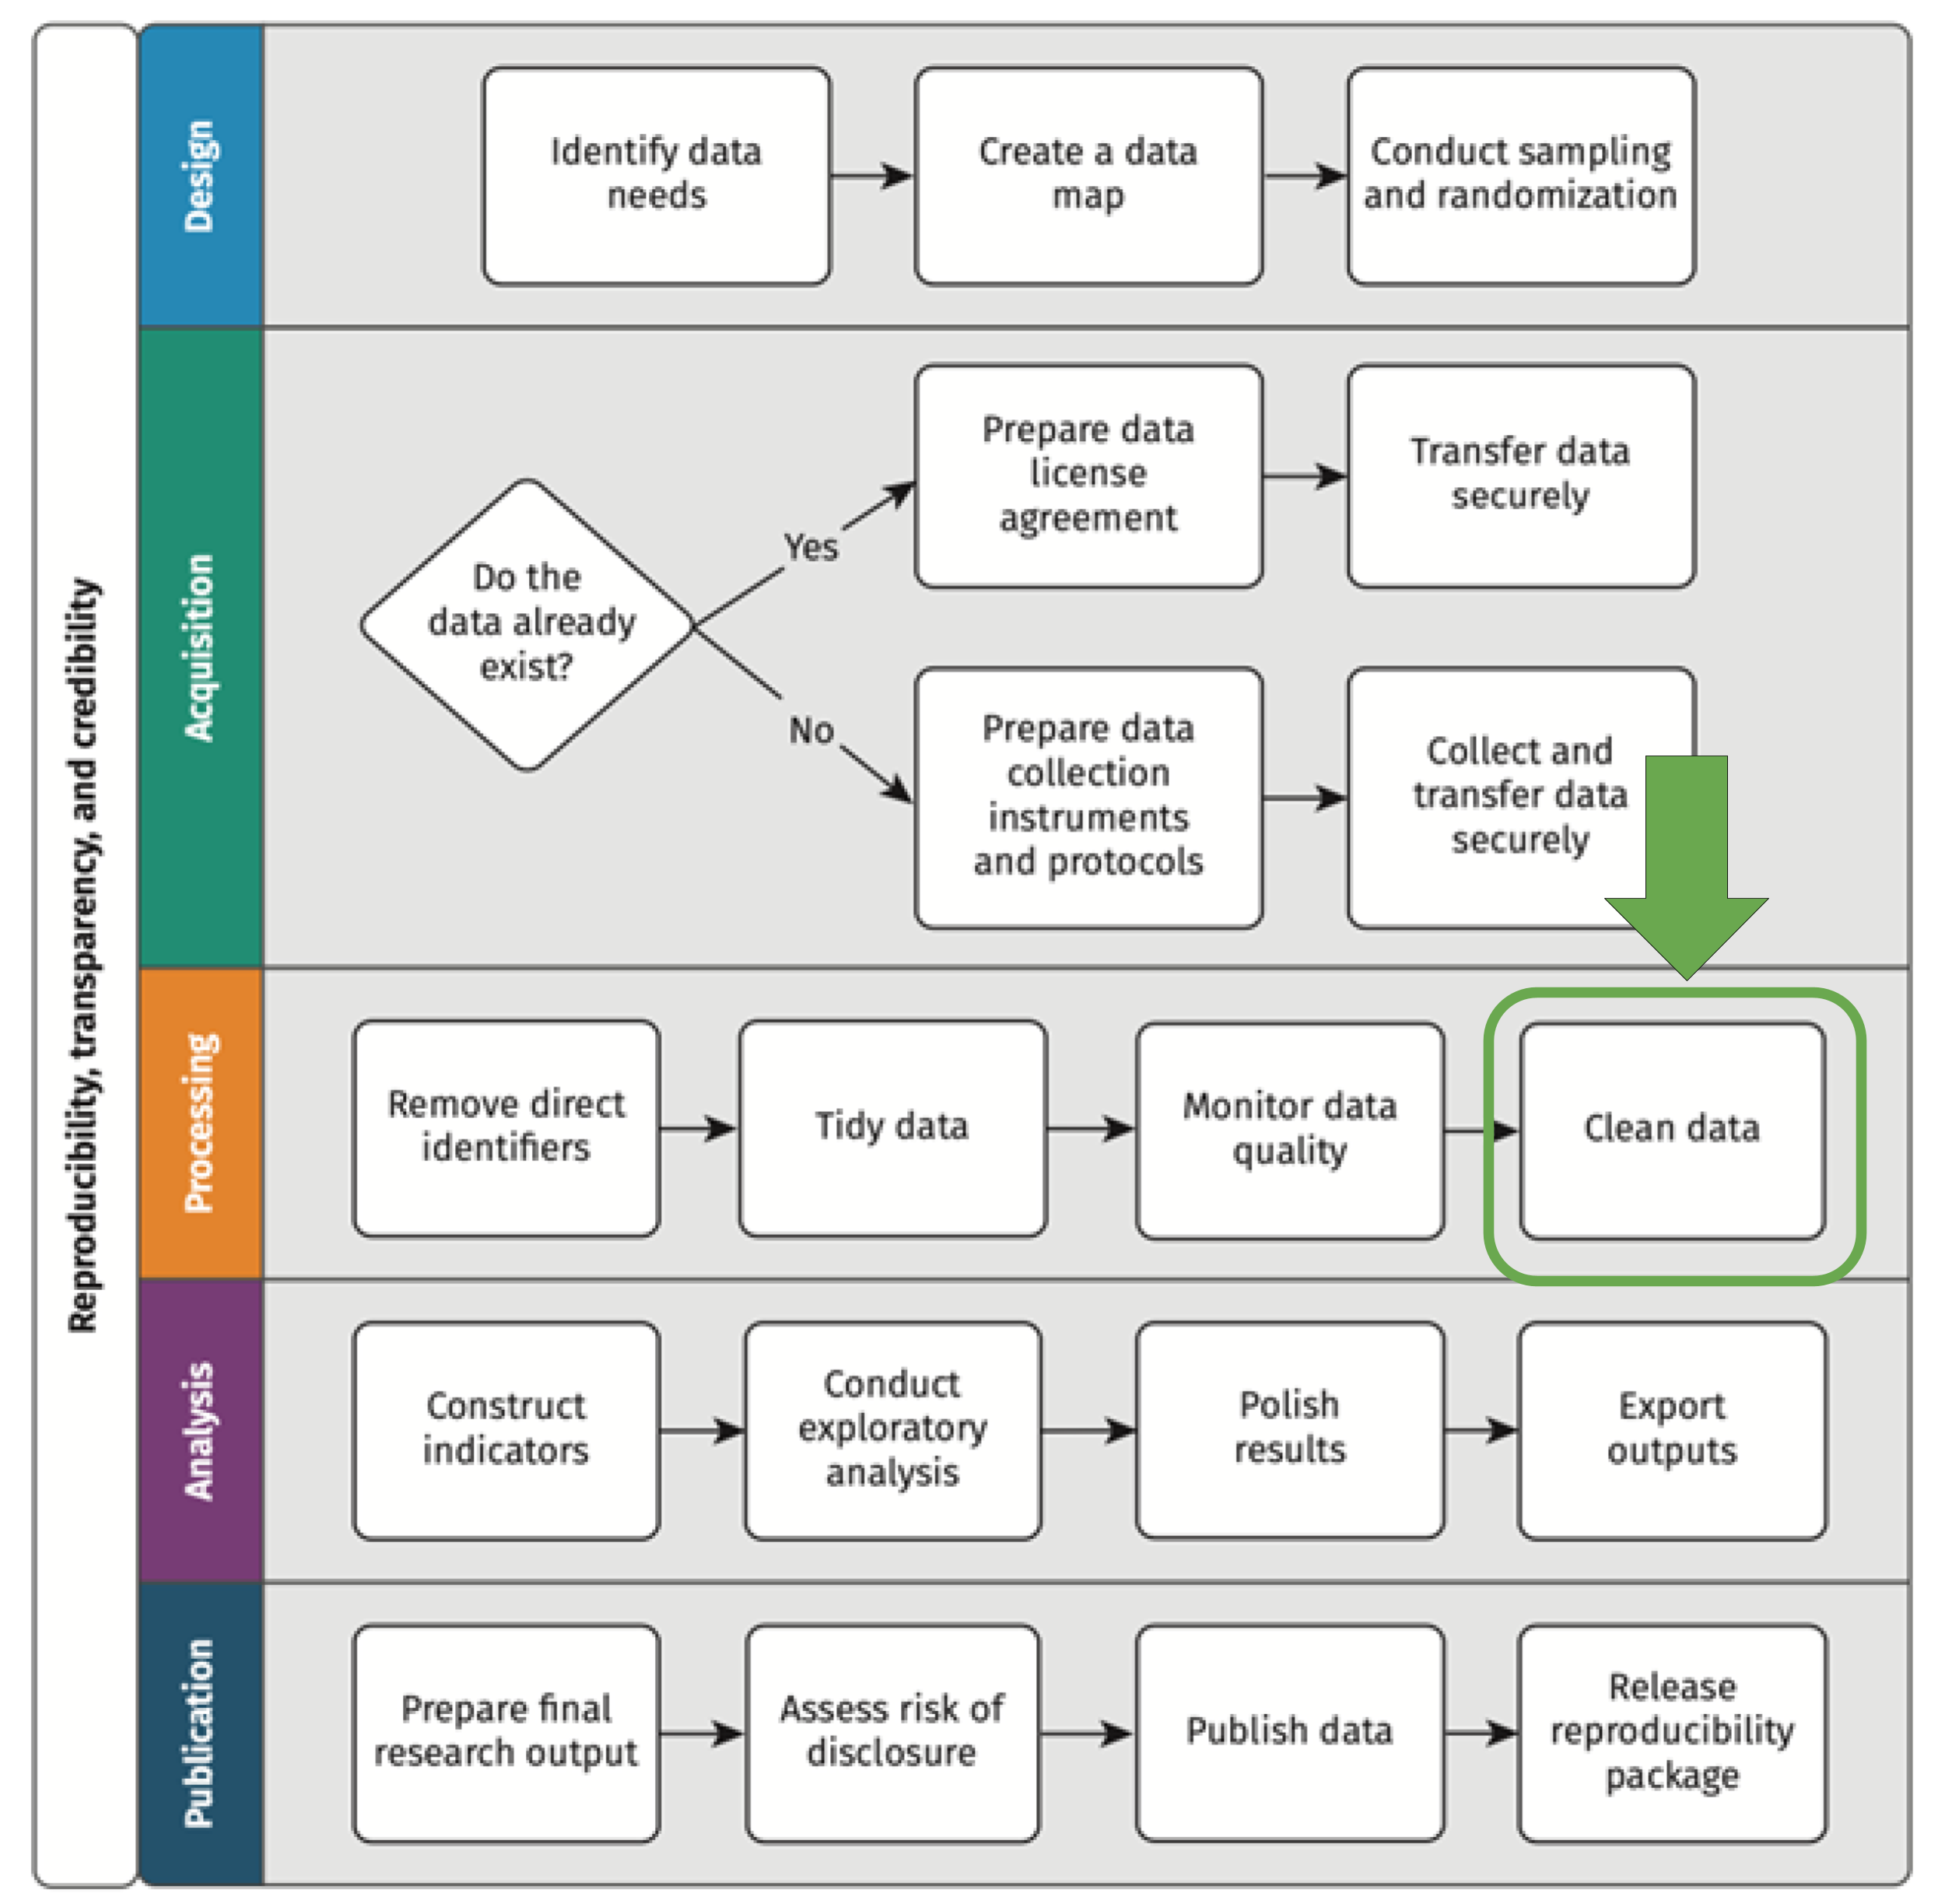 Reproducibility, transparency, and credibility
Design
Identify data
needs
Create a data
map
Conduct sampling
and randomization
Acquisition
Do the
data already
exist?
Yes
No
Prepare data
license
agreement
Transfer data
securely
Prepare data
collection
instruments
and protocols
Collect and
transfer data
securely
Processing
Remove direct
identifiers
Tidy data
Monitor data
quality
Clean data
Analysis
Construct
indicators
Conduct
exploratory
analysis
Polish
results
Export
outputs
Publication
Prepare final
research output
Assess risk of
disclosure
Publish data
Release
reproducibility
package